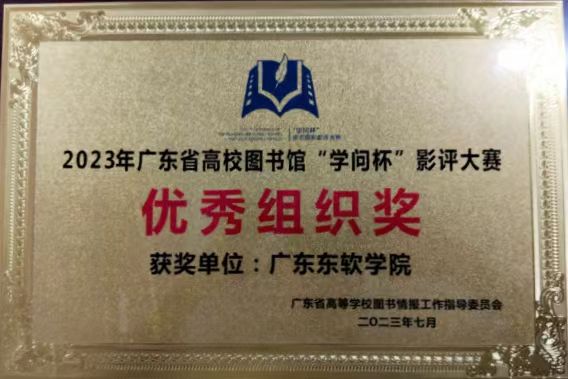 “学问杯”
2023年广东省高校图书馆“学问杯”影评大赛
优秀组织奖
获奖单位：广东东软学院
广东省高等学校图书情报工作指导委员会
二〇二三年七月